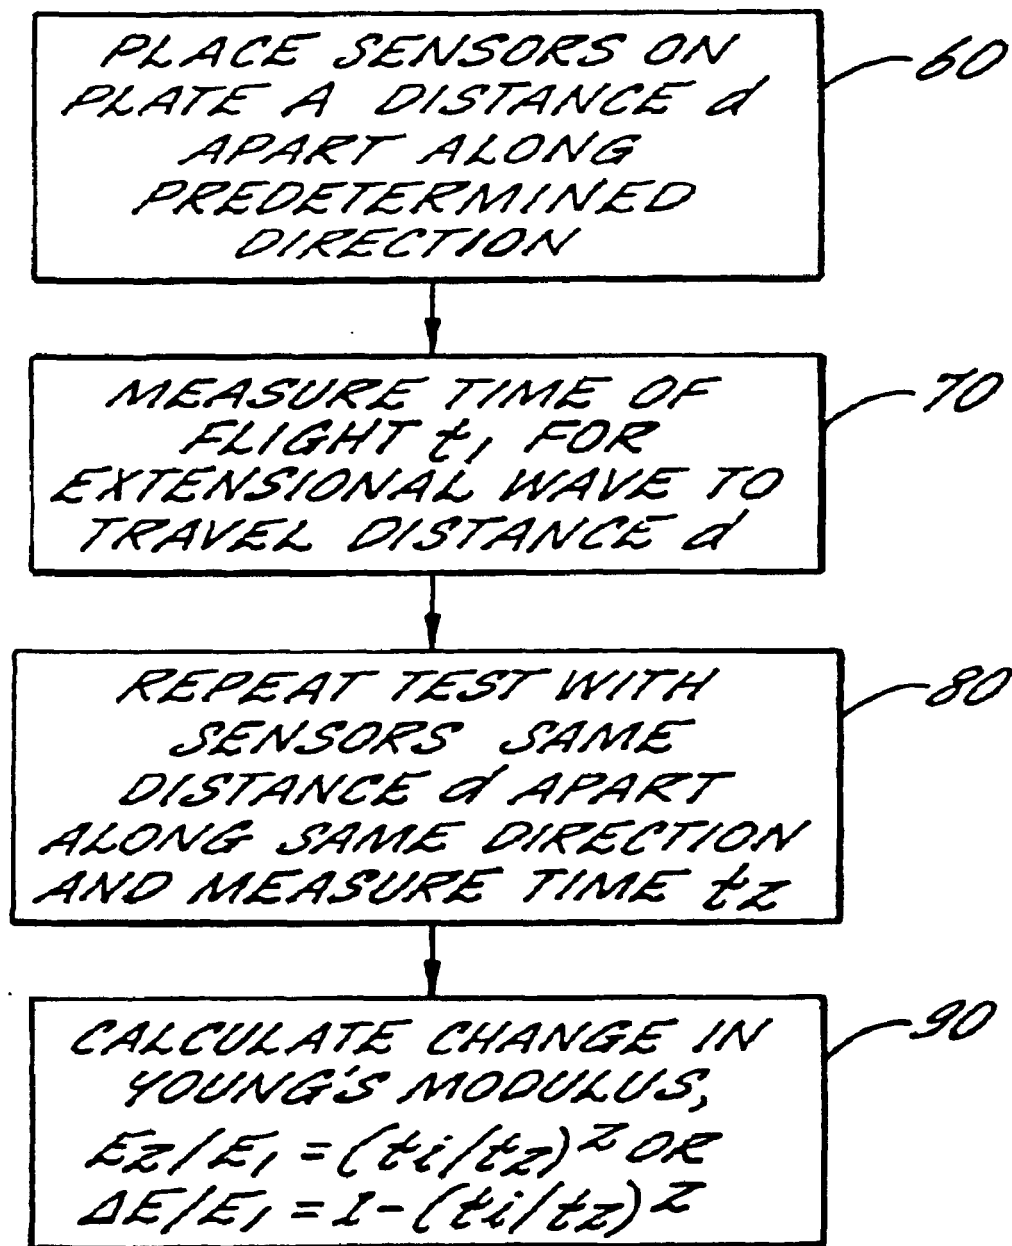 PLACE SENSORS ON
PLATE A DISTANCE d
APART ALONG
PREDETERMINED
DIRECTION
60
MEASURE TIME OF
FLIGHT t₁ FOR
EXTENSIONAL WAVE TO
TRAVEL DISTANCE d
70
REPEAT TEST WITH
SENSORS SAME
DISTANCE d APART
ALONG SAME DIRECTION
AND MEASURE TIME t₂
80
CALCULATE CHANGE IN
YOUNG'S MODULUS,
E₂/E₁ = (ti/t₂)² OR
ΔE/E₁ = 1-(ti/t₂)²
90